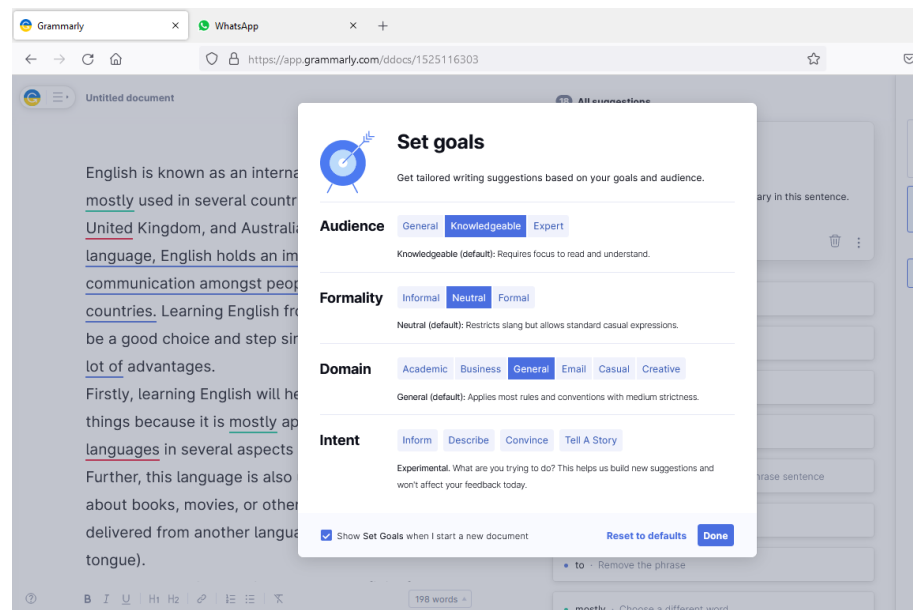 Grammarly
WhatsApp
https://app.grammarly.com/ddocs/1525116303
Untitled document
18 All suggestions
English is known as an interna
mostly used in several countr
United Kingdom, and Australi
language, English holds an im
communication amongst peop
countries. Learning English fro
be a good choice and step sin
lot of advantages.
Firstly, learning English will he
things because it is mostly ap
languages in several aspects
Further, this language is also
about books, movies, or other
delivered from another langua
tongue).
Set goals
Get tailored writing suggestions based on your goals and audience.
Audience General Knowledgeable Expert
Knowledgeable (default): Requires focus to read and understand.
Formality Informal Neutral Formal
Neutral (default): Restricts slang but allows standard casual expressions.
Domain Academic Business General Email Casual Creative
General (default): Applies most rules and conventions with medium strictness.
Intent Inform Describe Convince Tell A Story
Experimental. What are you trying to do? This helps us build new suggestions and
won't affect your feedback today.
Show Set Goals when I start a new document
Reset to defaults Done
ary in this sentence.
hrase sentence
to · Remove the phrase
mostly · Choose a different word
B I U H1 H2
198 words